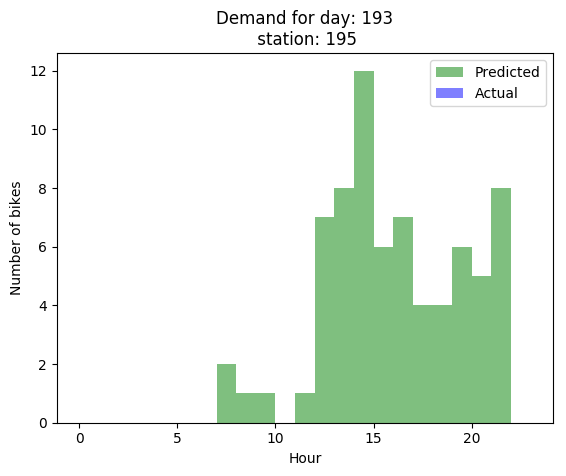 Demand for day: 193
station: 195
Predicted
Actual
12
10
8
6
4
2
0
Number of bikes
0 5 10 15 20
Hour